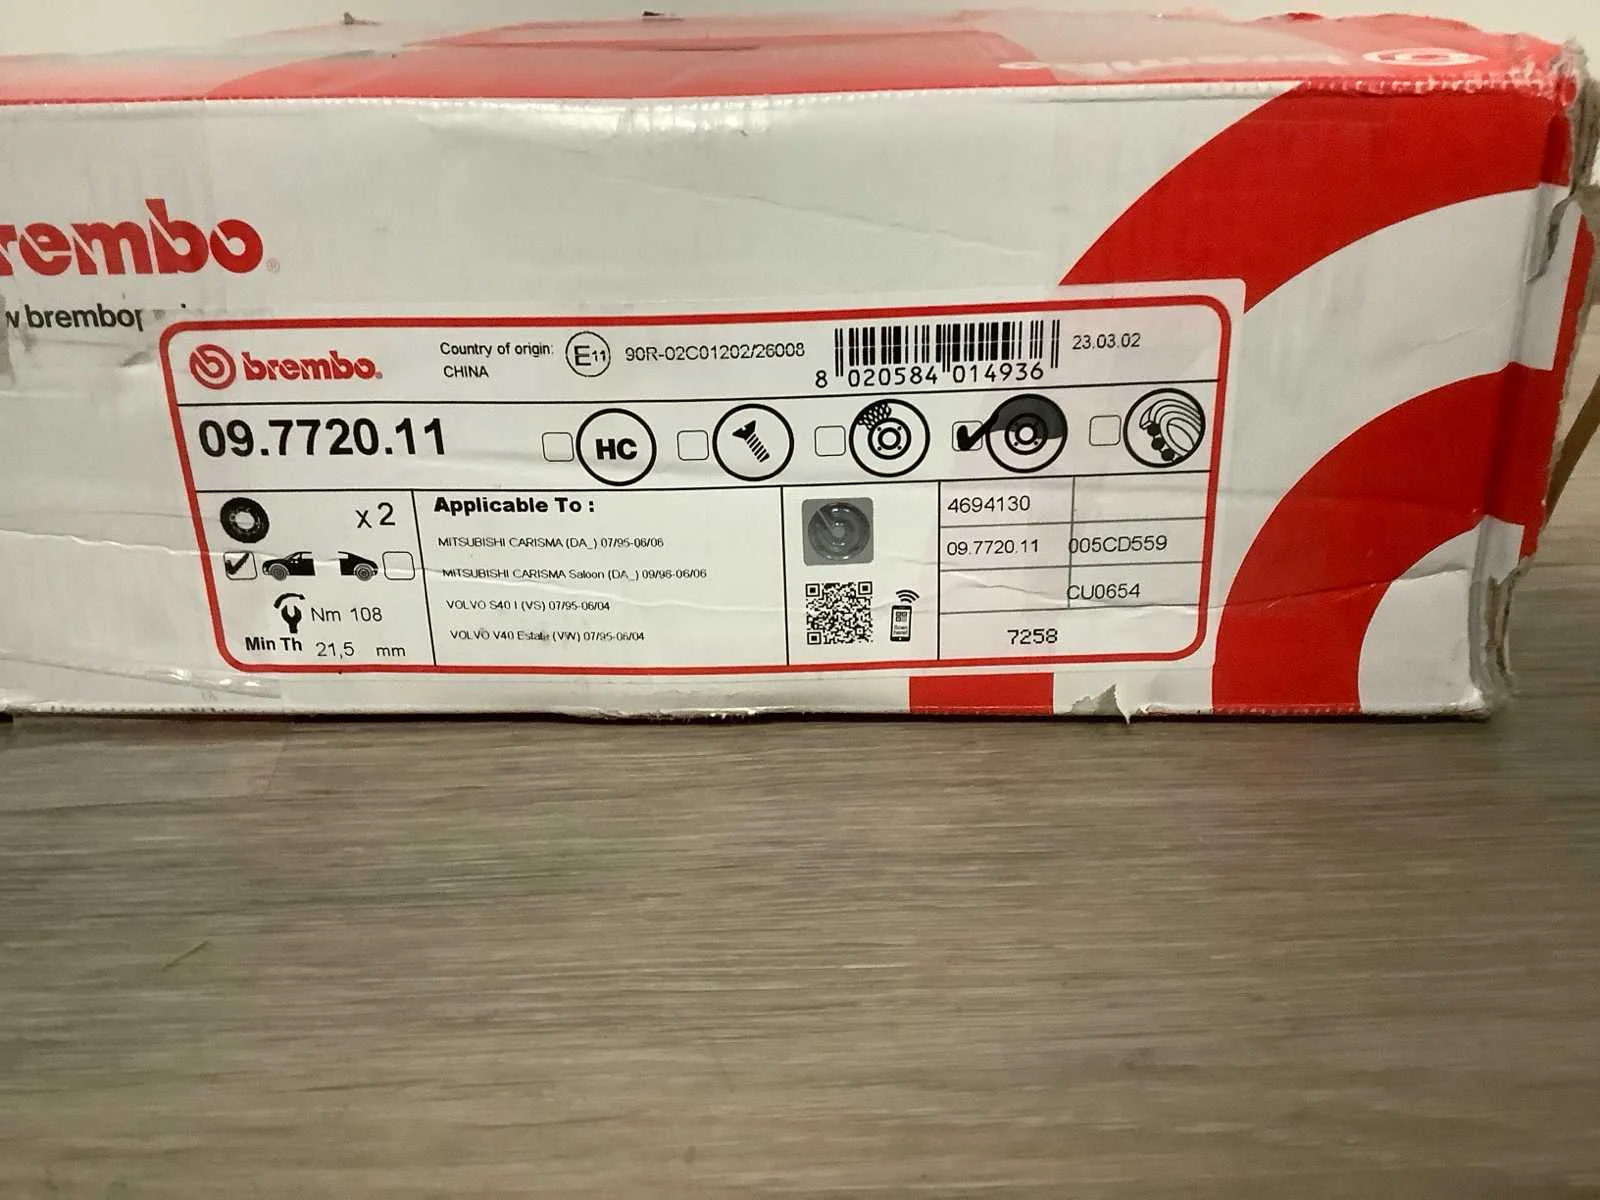 rembo®
w brembop
brembo.
Country of origin:
CHINA
E11
90R-02C01202/26008
8 020584 014936
23.03.02
09.7720.11
HC
x 2
Nm 108
Min Th 21,5 mm
Applicable To :
MITSUBISHI CARISMA (DA_) 07/95-06/06
MITSUBISHI CARISMA Saloon (DA_) 09/96-06/06
VOLVO S40 I (VS) 07/95-06/04
VOLVO V40 Estate (VW) 07/95-06/04
4694130
09.7720.11 005CD559
CU0654
7258